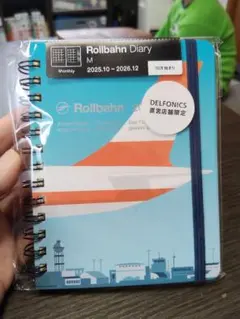 Rollbahn Diary
M
Monthly
2025.10 ~ 2026.12
DELFONICS
直営店舗限定
Rollbahn